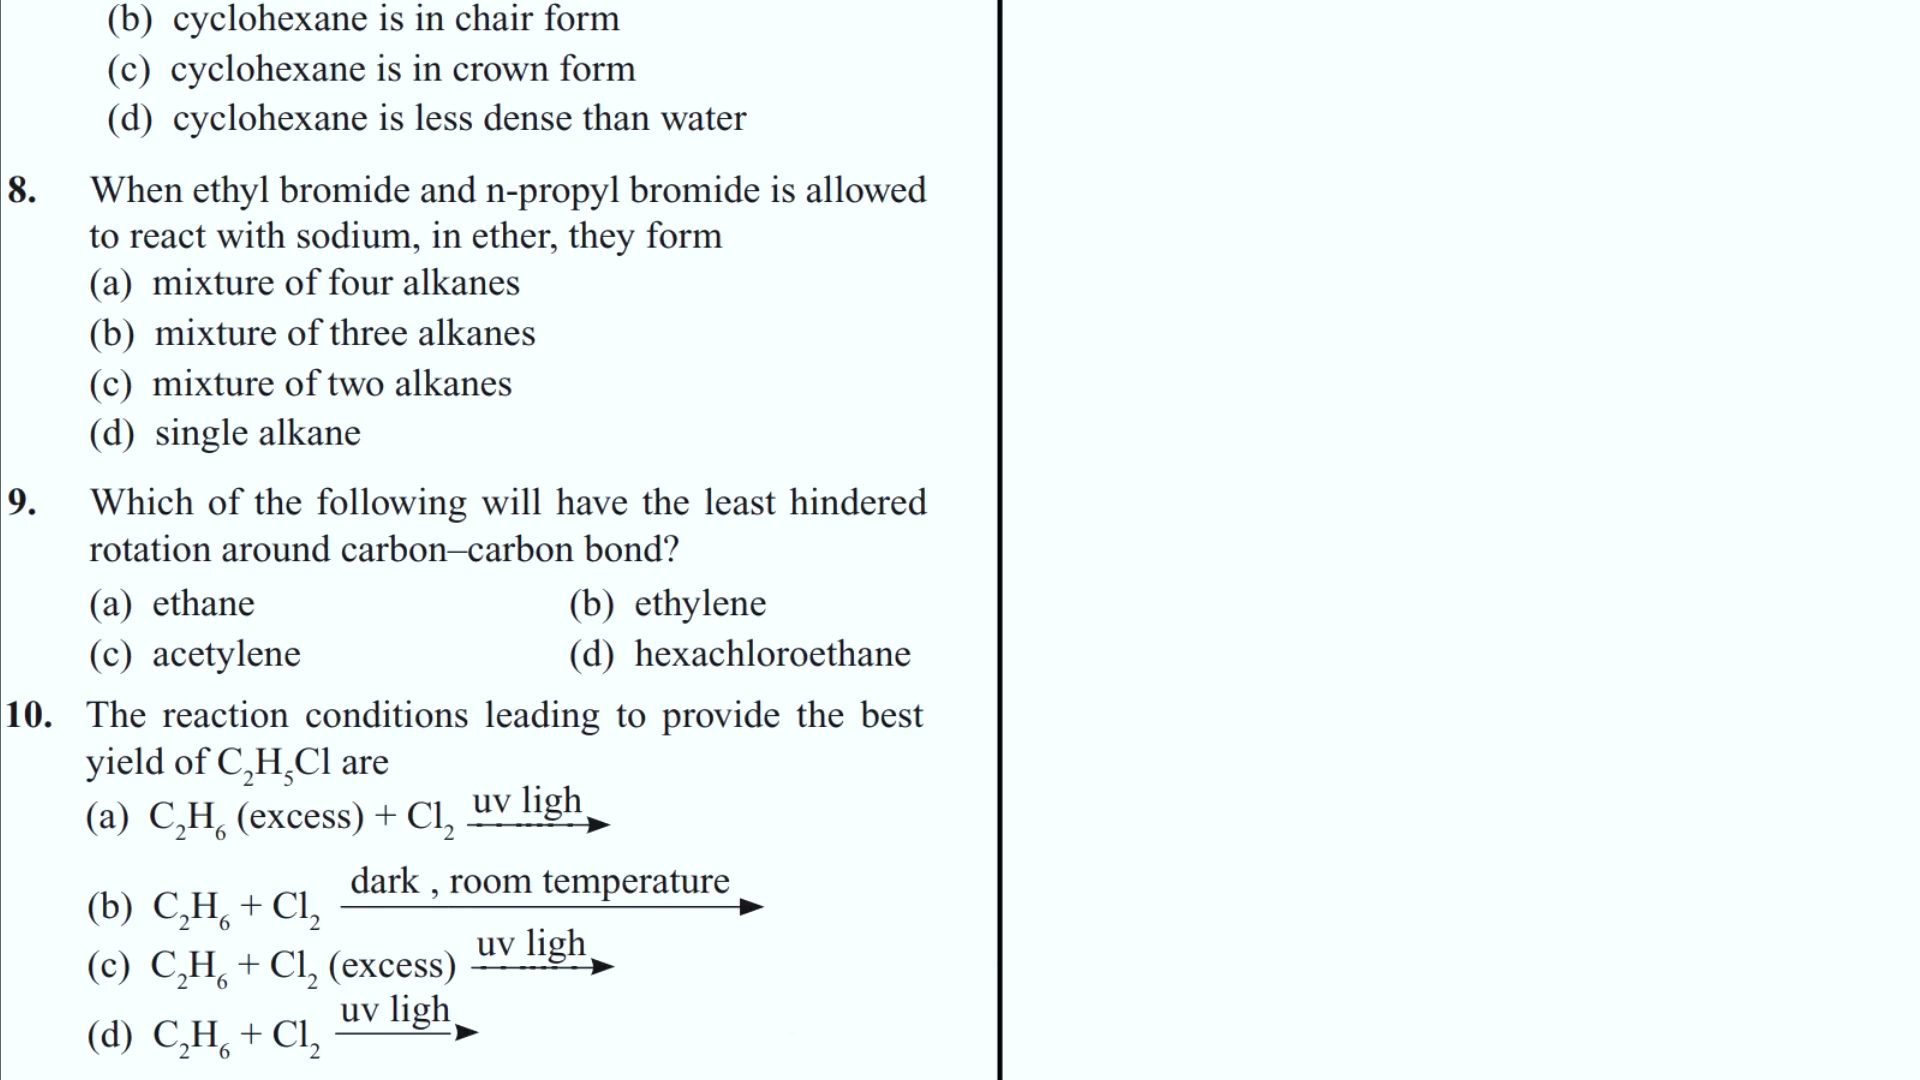 (b) cyclohexane is in chair form
(c) cyclohexane is in crown form
(d) cyclohexane is less dense than water
8. When ethyl bromide and n-propyl bromide is allowed
to react with sodium, in ether, they form
(a) mixture of four alkanes
(b) mixture of three alkanes
(c) mixture of two alkanes
(d) single alkane
9. Which of the following will have the least hindered
rotation around carbon–carbon bond?
(a) ethane (b) ethylene
(c) acetylene (d) hexachloroethane
10. The reaction conditions leading to provide the best
yield of C₂H₅Cl are
(a) C₂H₆ (excess) + Cl₂ uv ligh
(b) C₂H₆ + Cl₂ dark , room temperature
(c) C₂H₆ + Cl₂ (excess) uv ligh
(d) C₂H₆ + Cl₂ uv ligh